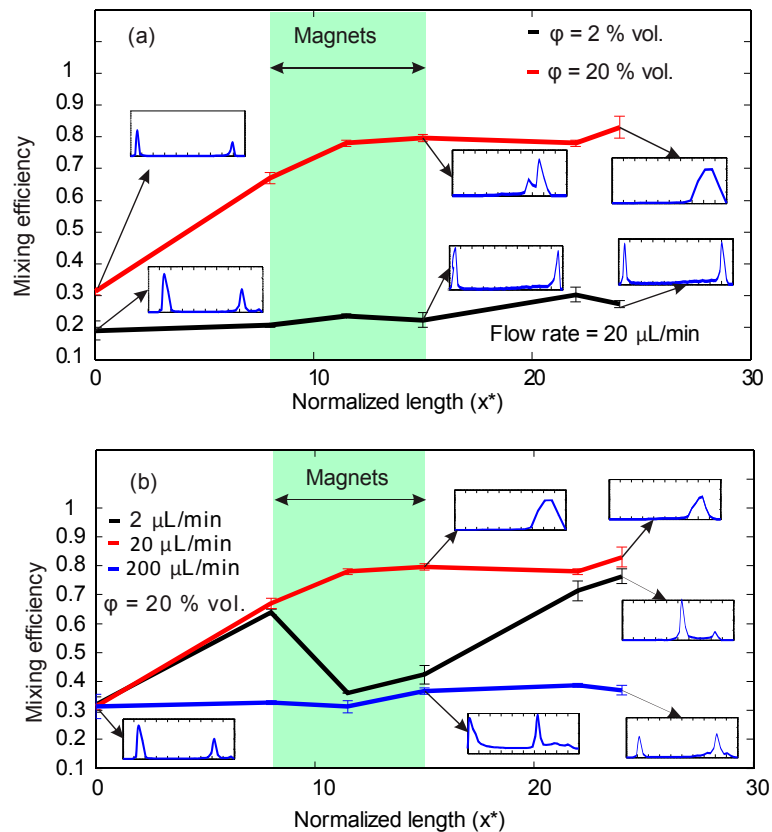 (a)
Magnets
φ = 2 % vol.
φ = 20 % vol.
1
0.9
0.8
0.7
0.6
0.5
0.4
0.3
0.2
0.1
Mixing efficiency
Flow rate = 20 µL/min
0
10
20
30
Normalized length (x*)
(b)
Magnets
2 µL/min
20 µL/min
200 µL/min
φ = 20 % vol.
1
0.9
0.8
0.7
0.6
0.5
0.4
0.3
0.2
0.1
Mixing efficiency
0
10
20
30
Normalized length (x*)